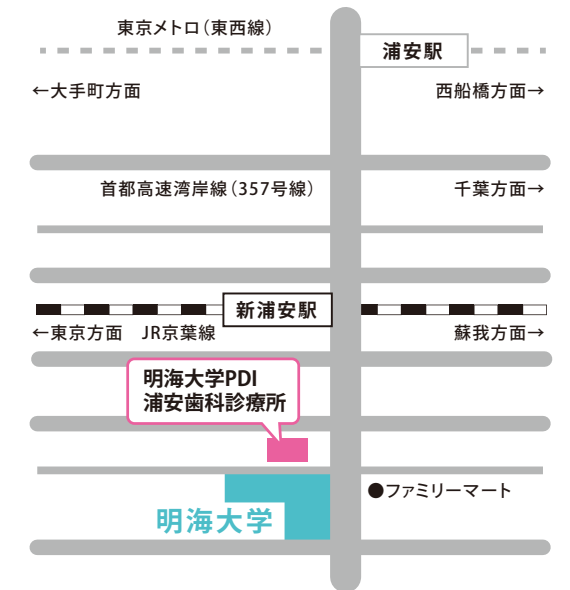 東京メトロ（東西線）
浦安駅
←大手町方面
西船橋方面→
首都高速湾岸線（357号線）
千葉方面→
新浦安駅
←東京方面
JR京葉線
蘇我方面→
明海大学PDI
浦安歯科診療所
●ファミリーマート
明海大学